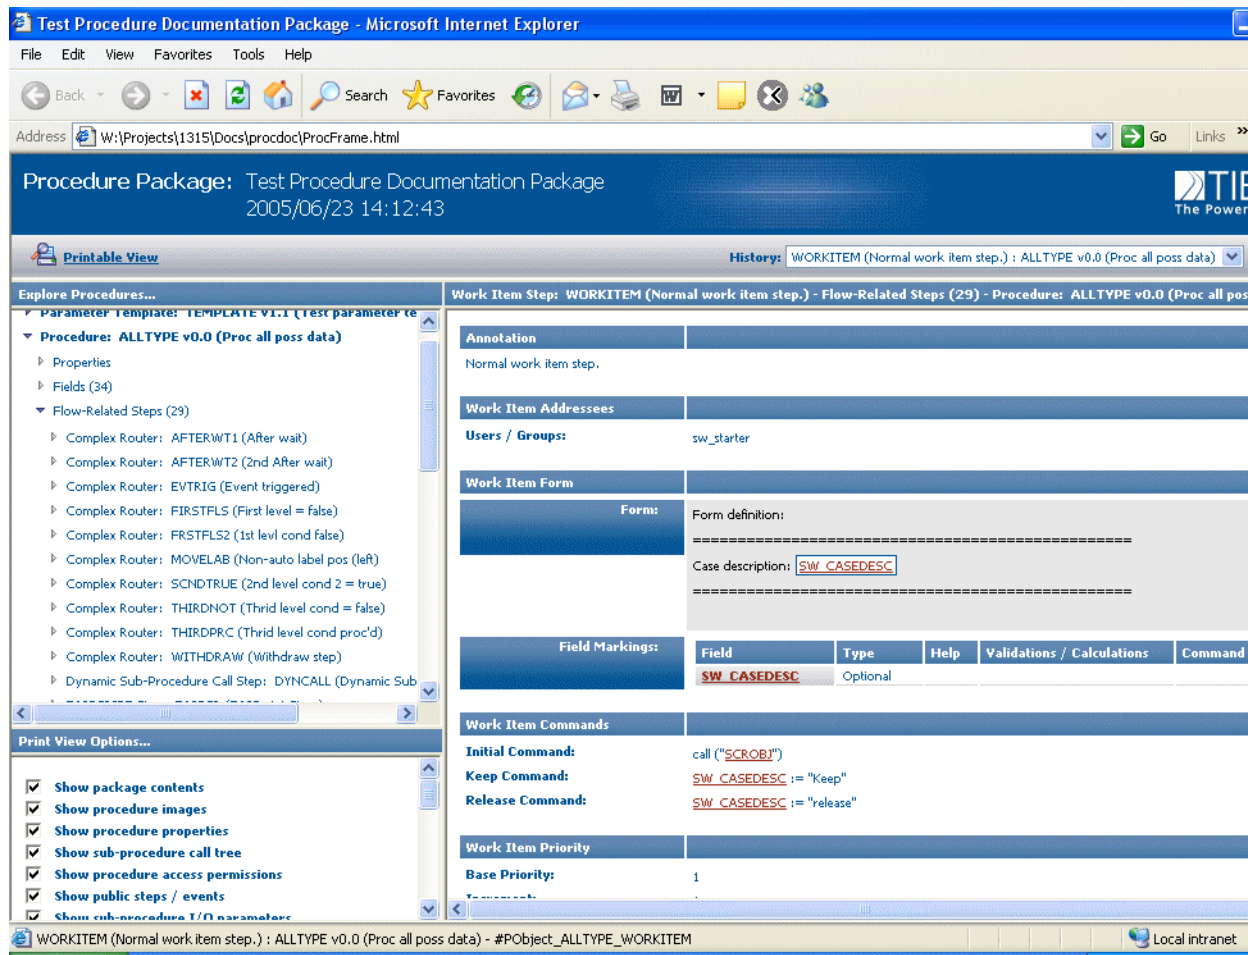 Test Procedure Documentation Package - Microsoft Internet Explorer
File Edit View Favorites Tools Help
Back Search Favorites
Address W:\Projects\1315\Docs\procdoc\ProcFrame.html Go Links »
Procedure Package: Test Procedure Documentation Package
2005/06/23 14:12:43
The Power
Printable View
History: WORKITEM (Normal work item step.) : ALLTYPE v0.0 (Proc all poss data)
Explore Procedures...
Parameter Template: TEMPLATE v1.1 (Test parameter te
Procedure: ALLTYPE v0.0 (Proc all poss data)
Properties
Fields (34)
Flow-Related Steps (29)
Complex Router: AFTERWT1 (After wait)
Complex Router: AFTERWT2 (2nd After wait)
Complex Router: EVTRIG (Event triggered)
Complex Router: FIRSTFLS (First level = false)
Complex Router: FRSTFLS2 (1st levl cond false)
Complex Router: MOVELAB (Non-auto label pos (left)
Complex Router: SCNDTRUE (2nd level cond 2 = true)
Complex Router: THIRDNOT (Thrid level cond = false)
Complex Router: THIRDPRC (Thrid level cond proc'd)
Complex Router: WITHDRAW (Withdraw step)
Dynamic Sub-Procedure Call Step: DYNCALL (Dynamic Sub
Print View Options...
Show package contents
Show procedure images
Show procedure properties
Show sub-procedure call tree
Show procedure access permissions
Show public steps / events
Show sub-procedure I/O parameters
Work Item Step: WORKITEM (Normal work item step.) - Flow-Related Steps (29) - Procedure: ALLTYPE v0.0 (Proc all pos
Annotation
Normal work item step.
Work Item Addressees
Users / Groups: sw_starter
Work Item Form
Form: Form definition:
==================================================
Case description: SW_CASEDESC
==================================================
Field Markings: Field Type Help Validations / Calculations Command
SW_CASEDESC Optional
Work Item Commands
Initial Command: call ("SCROBJ")
Keep Command: SW_CASEDESC := "Keep"
Release Command: SW_CASEDESC := "release"
Work Item Priority
Base Priority: 1
WORKITEM (Normal work item step.) : ALLTYPE v0.0 (Proc all poss data) - #PObject_ALLTYPE_WORKITEM
Local intranet